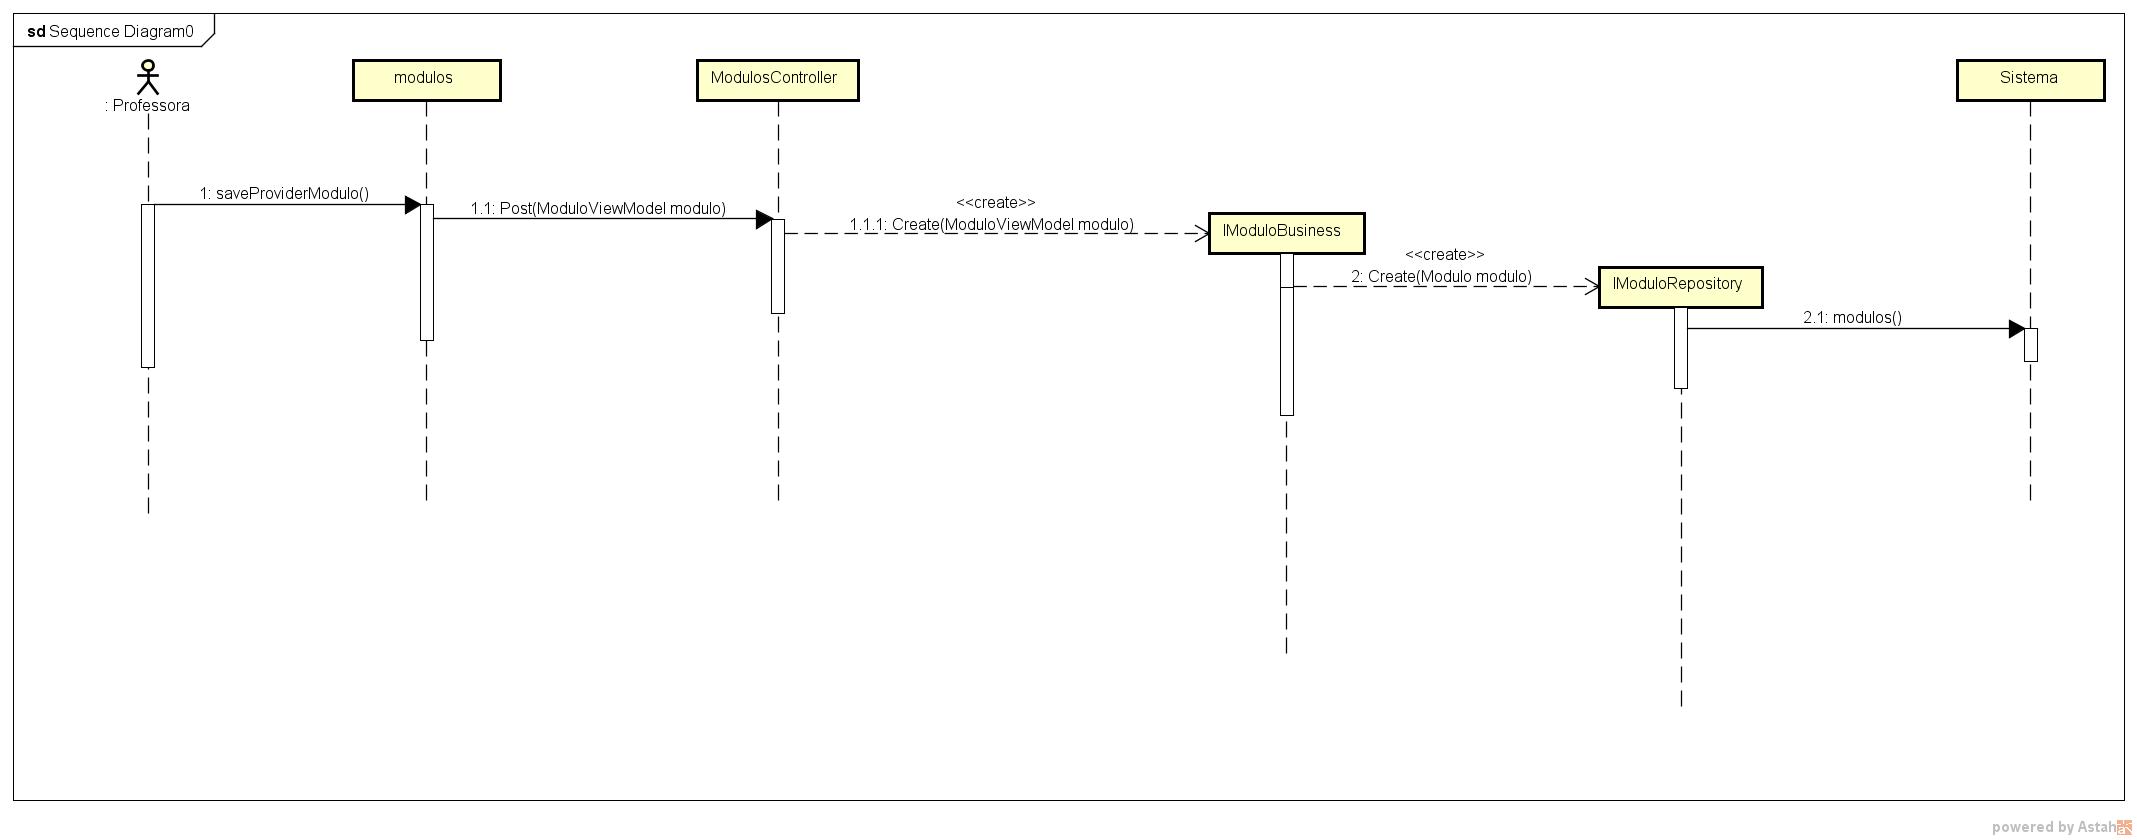 sd Sequence Diagram0
: Professora
modulos
ModulosController
Sistema
1: saveProviderModulo()
1.1: Post(ModuloViewModel modulo)
<<create>>
1.1.1: Create(ModuloViewModel modulo)
IModuloBusiness
<<create>>
2: Create(Modulo modulo)
IModuloRepository
2.1: modulos()
powered by Astah